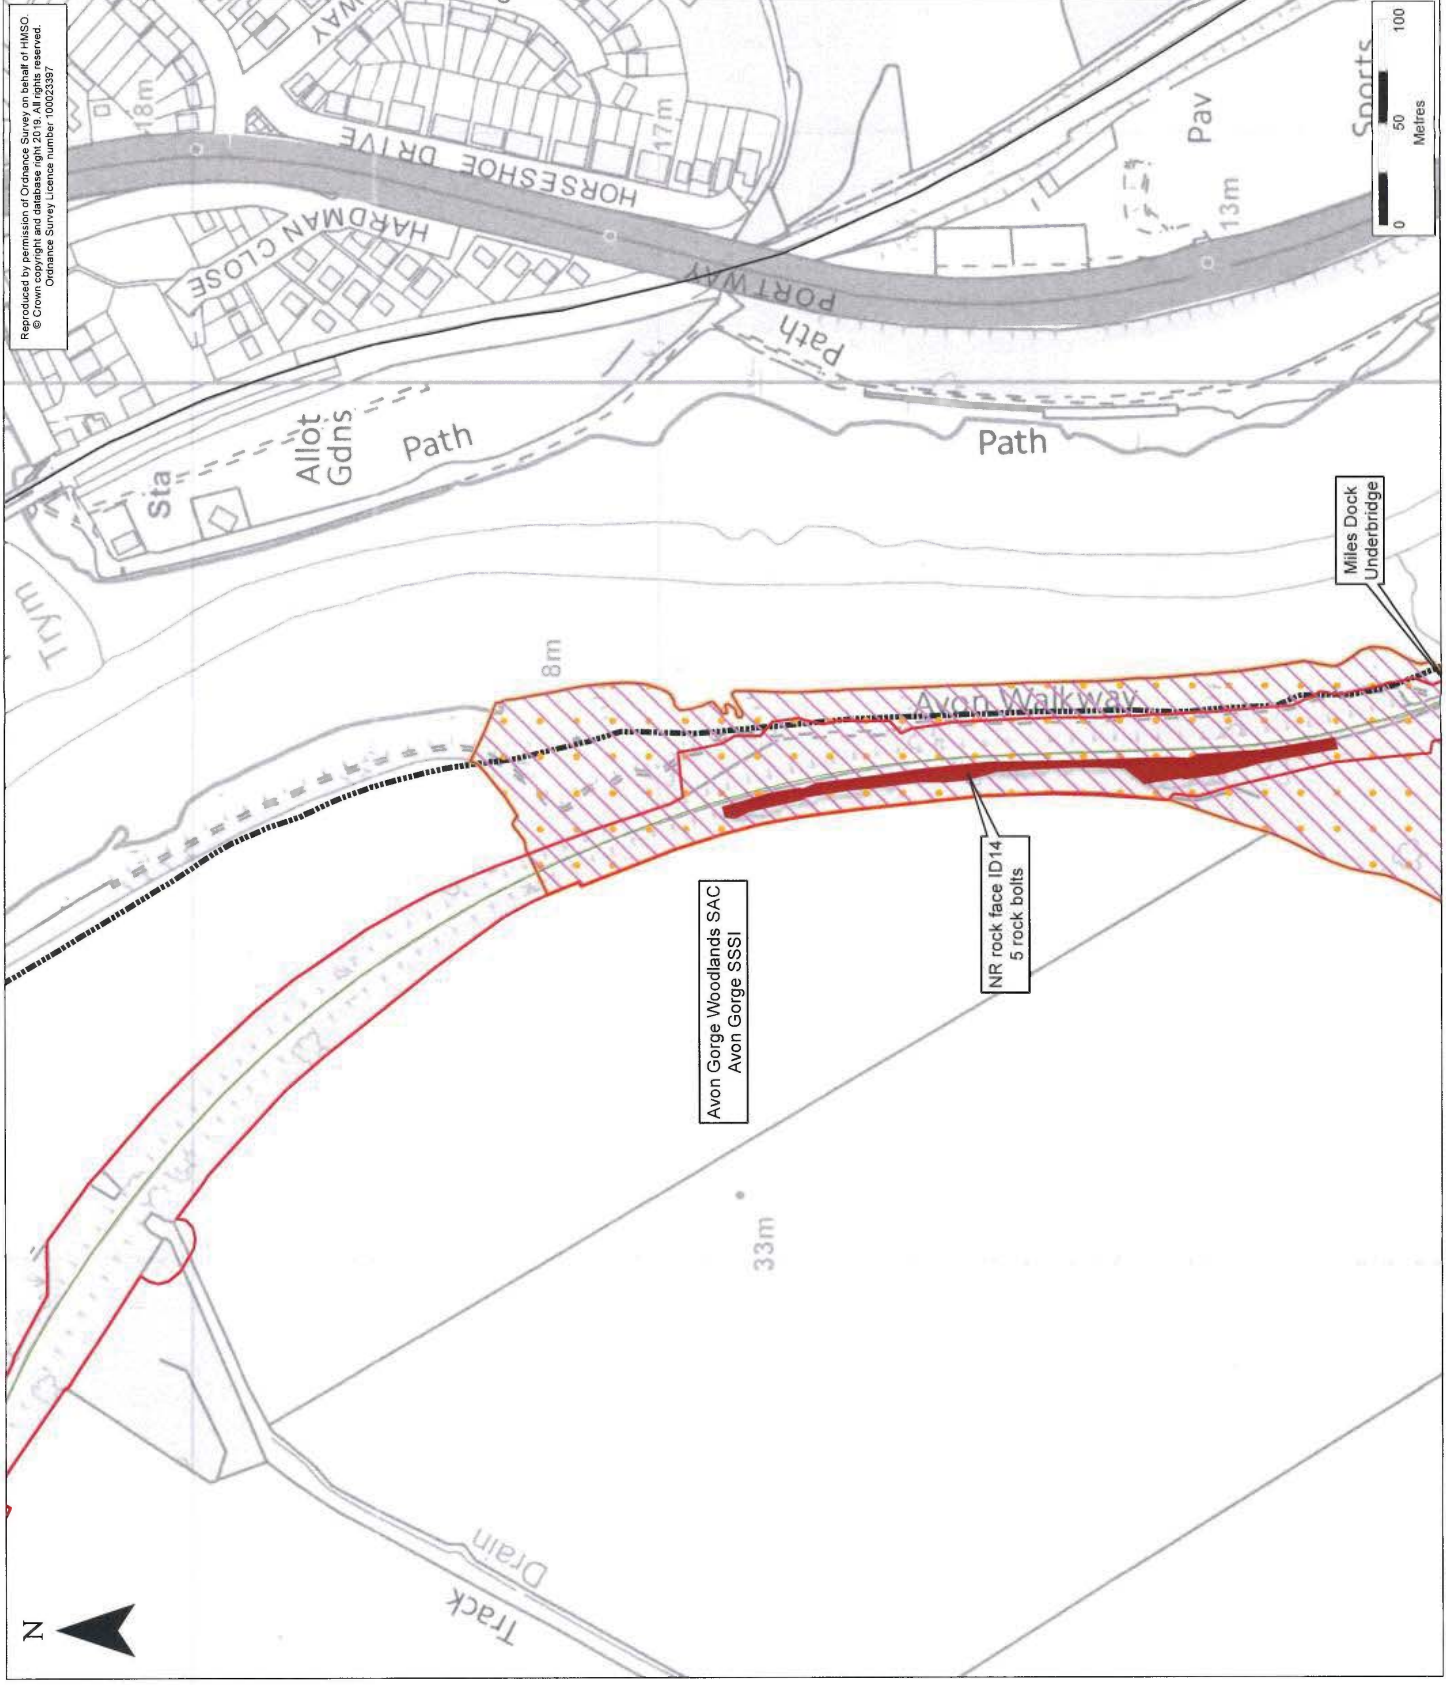 Reproduced by permission of Ordnance Survey on behalf of HMSO.
© Crown copyright and database right 2019. All rights reserved.
Ordnance Survey Licence number 100023397
N
18m
WAY
HORSESHOE DRIVE
17m
HARDMAN CLOSE
PORTWAY
Path
Pav
13m
Sports
0 50 100
Metres
Sta
Allot
Gdns
Path
Path
Trym
8m
Avon Walkway
Miles Dock
Underbridge
NR rock face ID14
5 rock bolts
Avon Gorge Woodlands SAC
Avon Gorge SSSI
33m
Drain
Track